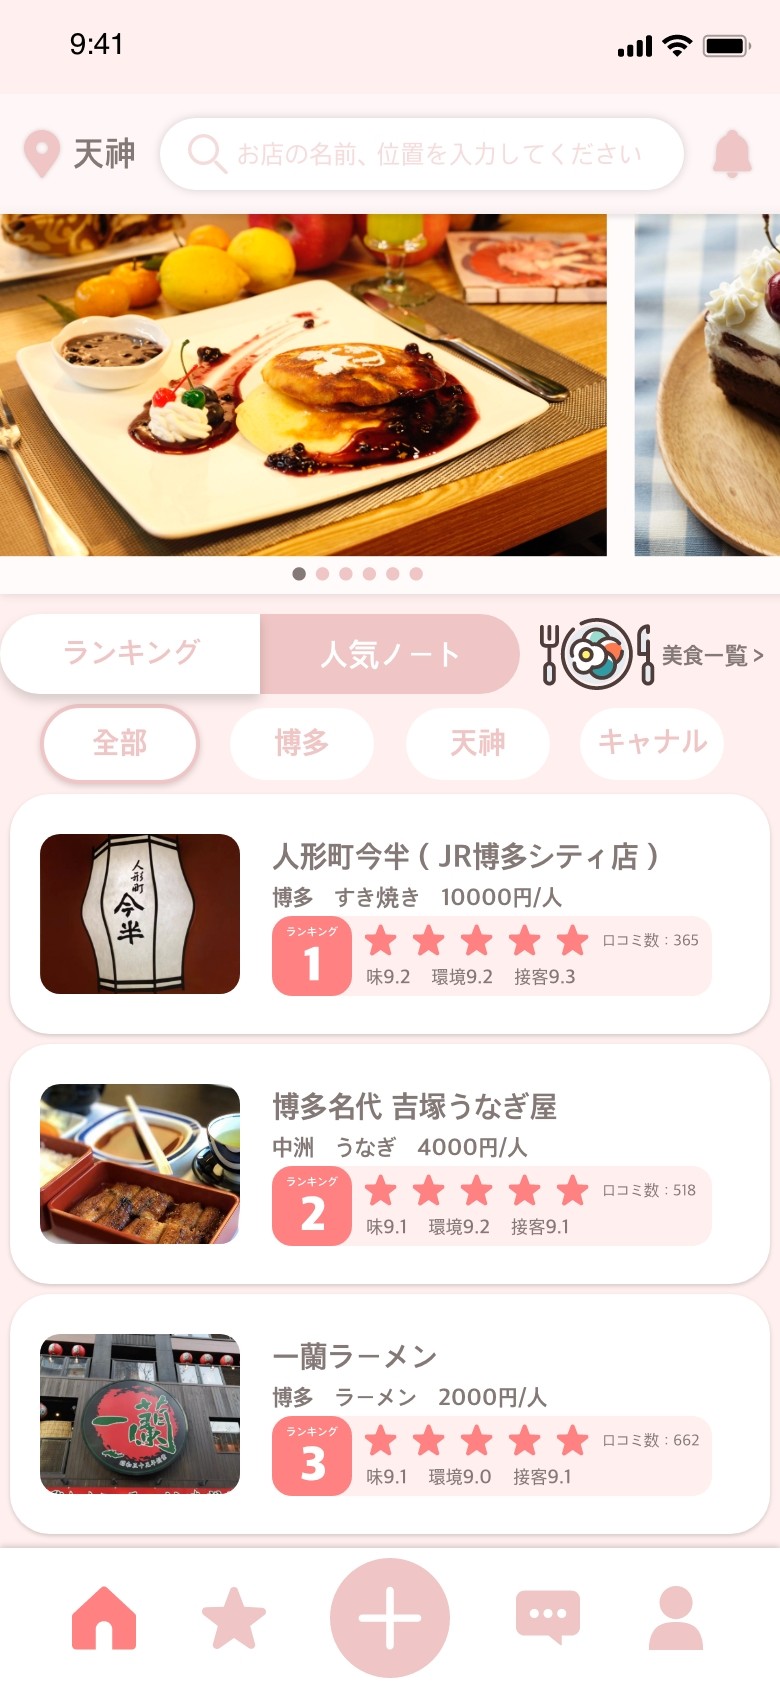 9:41
天神
お店の名前、位置を入力してください
ランキング
人気ノート
美食一覧 >
全部
博多
天神
キャナル
人形町今半
人形町今半 ( JR博多シティ店 )
博多 すき焼き 10000円/人
ランキング
1
口コミ数：365
味9.2 環境9.2 接客9.3
博多名代 吉塚うなぎ屋
中洲 うなぎ 4000円/人
ランキング
2
口コミ数：518
味9.1 環境9.2 接客9.1
一蘭
一蘭ラーメン
博多 ラーメン 2000円/人
ランキング
3
口コミ数：662
味9.1 環境9.0 接客9.1